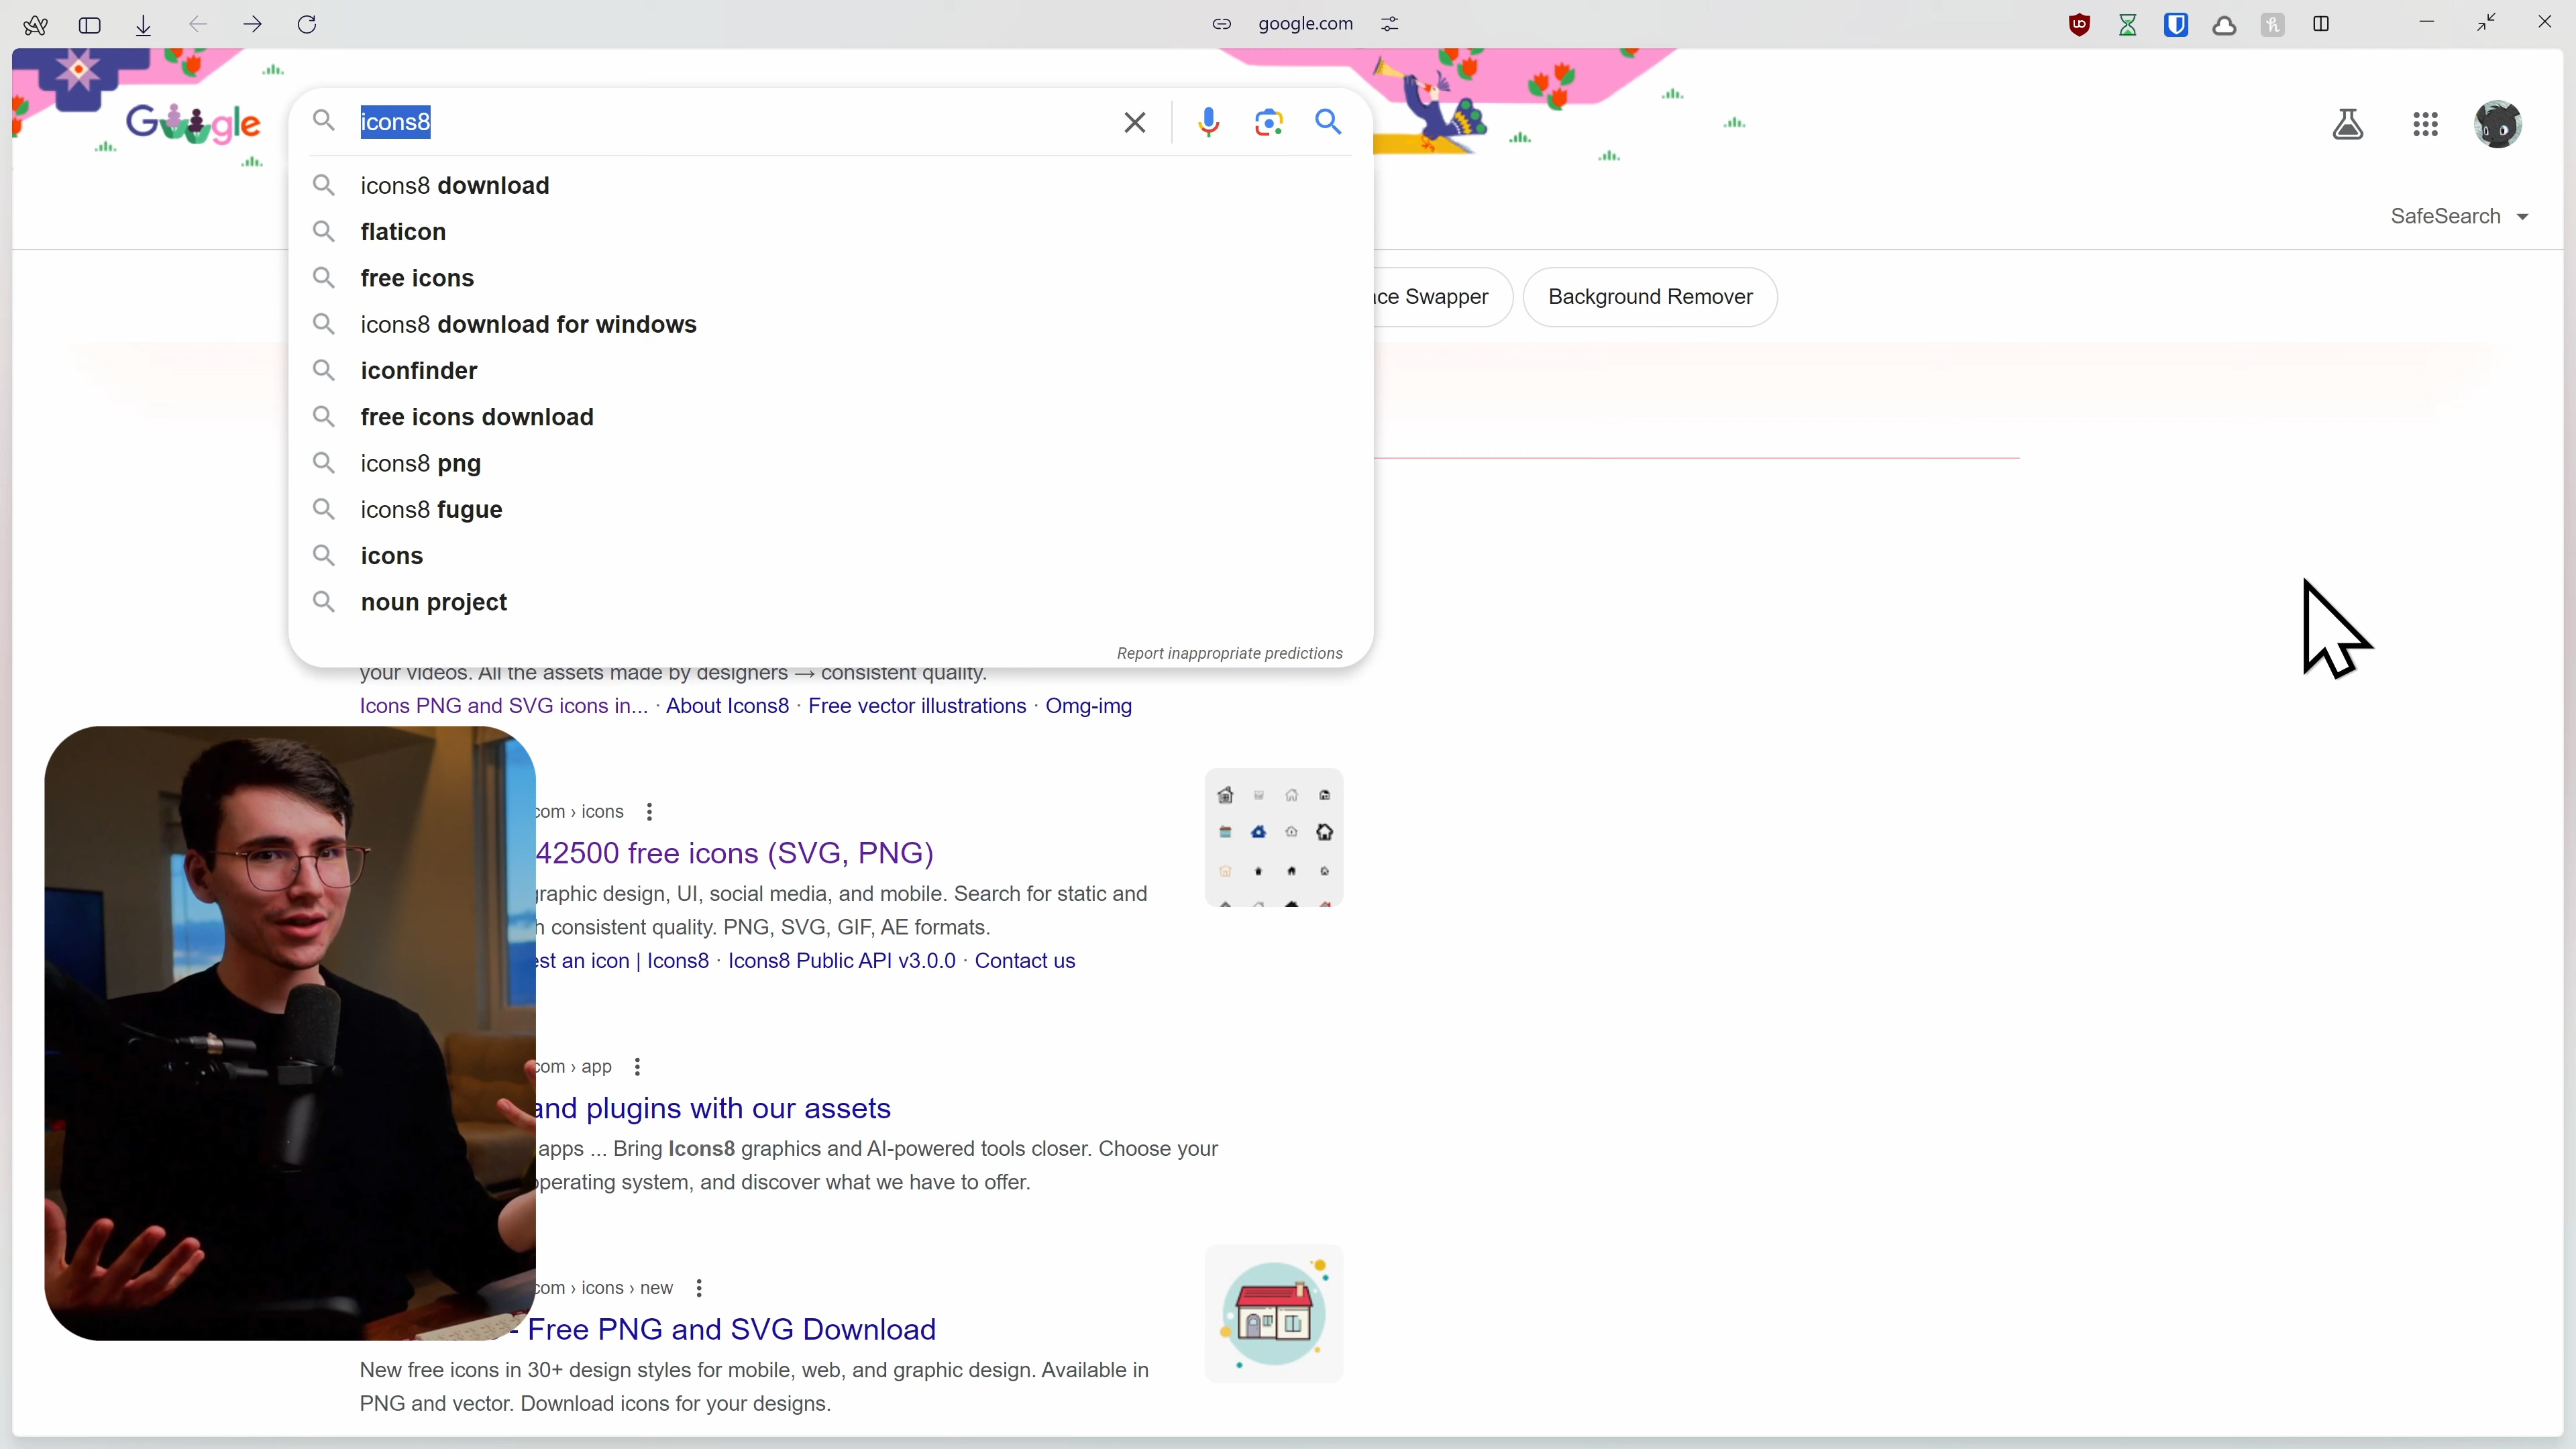 google.com
Google
icons8
icons8 download
flaticon
free icons
icons8 download for windows
iconfinder
free icons download
icons8 png
icons8 fugue
icons
noun project
Report inappropriate predictions
SafeSearch
Swapper
Background Remover
your videos. All the assets made by designers → consistent quality.
Icons PNG and SVG icons in... · About Icons8 · Free vector illustrations · Omg-img
com › icons
42500 free icons (SVG, PNG)
graphic design, UI, social media, and mobile. Search for static and
consistent quality. PNG, SVG, GIF, AE formats.
an icon | Icons8 · Icons8 Public API v3.0.0 · Contact us
com › app
and plugins with our assets
apps ... Bring Icons8 graphics and AI-powered tools closer. Choose your
operating system, and discover what we have to offer.
com › icons › new
- Free PNG and SVG Download
New free icons in 30+ design styles for mobile, web, and graphic design. Available in
PNG and vector. Download icons for your designs.